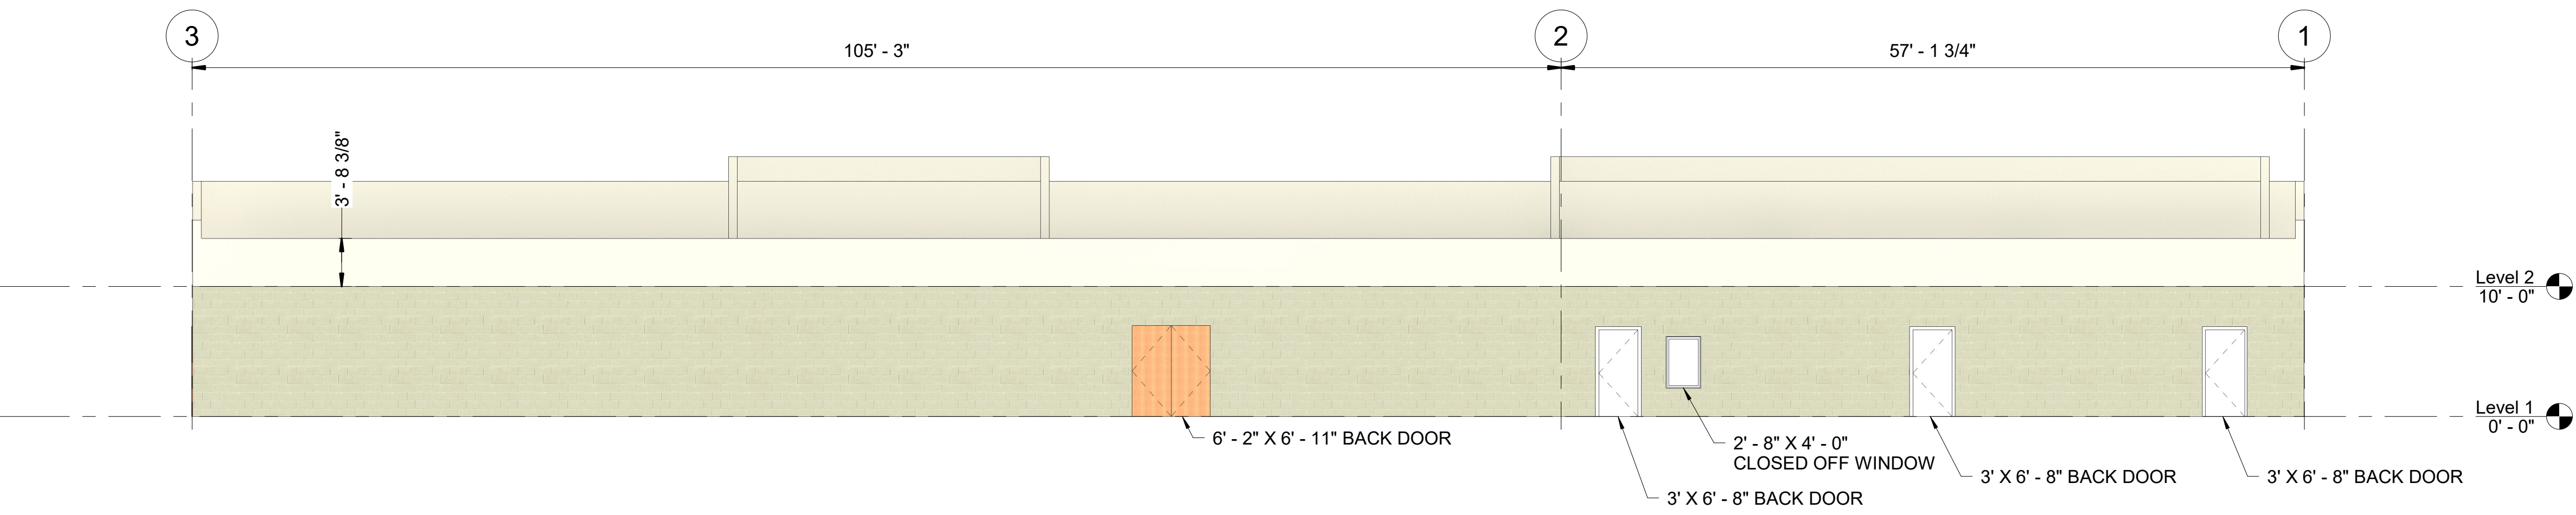 3
2
1
105' - 3"
57' - 1 3/4"
3' - 8 3/8"
Level 2
10' - 0"
Level 1
0' - 0"
6' - 2" X 6' - 11" BACK DOOR
2' - 8" X 4' - 0"
CLOSED OFF WINDOW
3' X 6' - 8" BACK DOOR
3' X 6' - 8" BACK DOOR
3' X 6' - 8" BACK DOOR